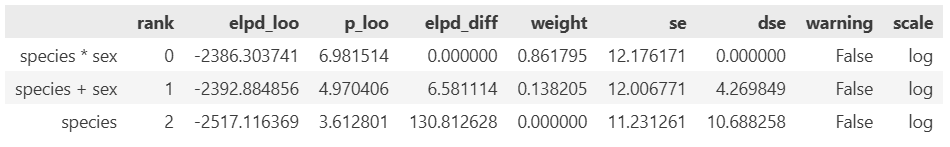 rank elpd_loo p_loo elpd_diff weight se dse warning scale
species * sex 0 -2386.303741 6.981514 0.000000 0.861795 12.176171 0.000000 False log
species + sex 1 -2392.884856 4.970406 6.581114 0.138205 12.006771 4.269849 False log
species 2 -2517.116369 3.612801 130.812628 0.000000 11.231261 10.688258 False log